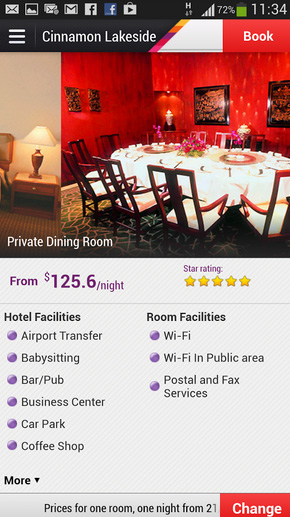 72% 11:34
Cinnamon Lakeside
Book
Private Dining Room
From $125.6/night
Star rating:
Hotel Facilities
Airport Transfer
Babysitting
Bar/Pub
Business Center
Car Park
Coffee Shop
Room Facilities
Wi-Fi
Wi-Fi In Public area
Postal and Fax
Services
More
Prices for one room, one night from 21
Change